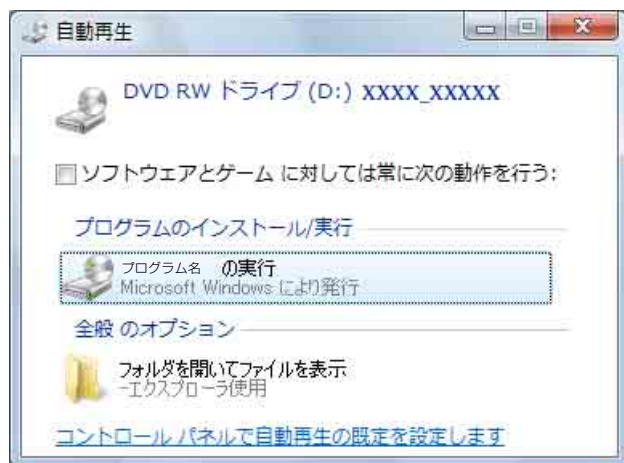 自動再生
DVD RW ドライブ (D:) XXXX_XXXXX
ソフトウェアとゲーム に対しては常に次の動作を行う:
プログラムのインストール/実行
プログラム名 の実行
Microsoft Windows により発行
全般 のオプション
フォルダを開いてファイルを表示
-エクスプローラ使用
コントロール パネルで自動再生の既定を設定します